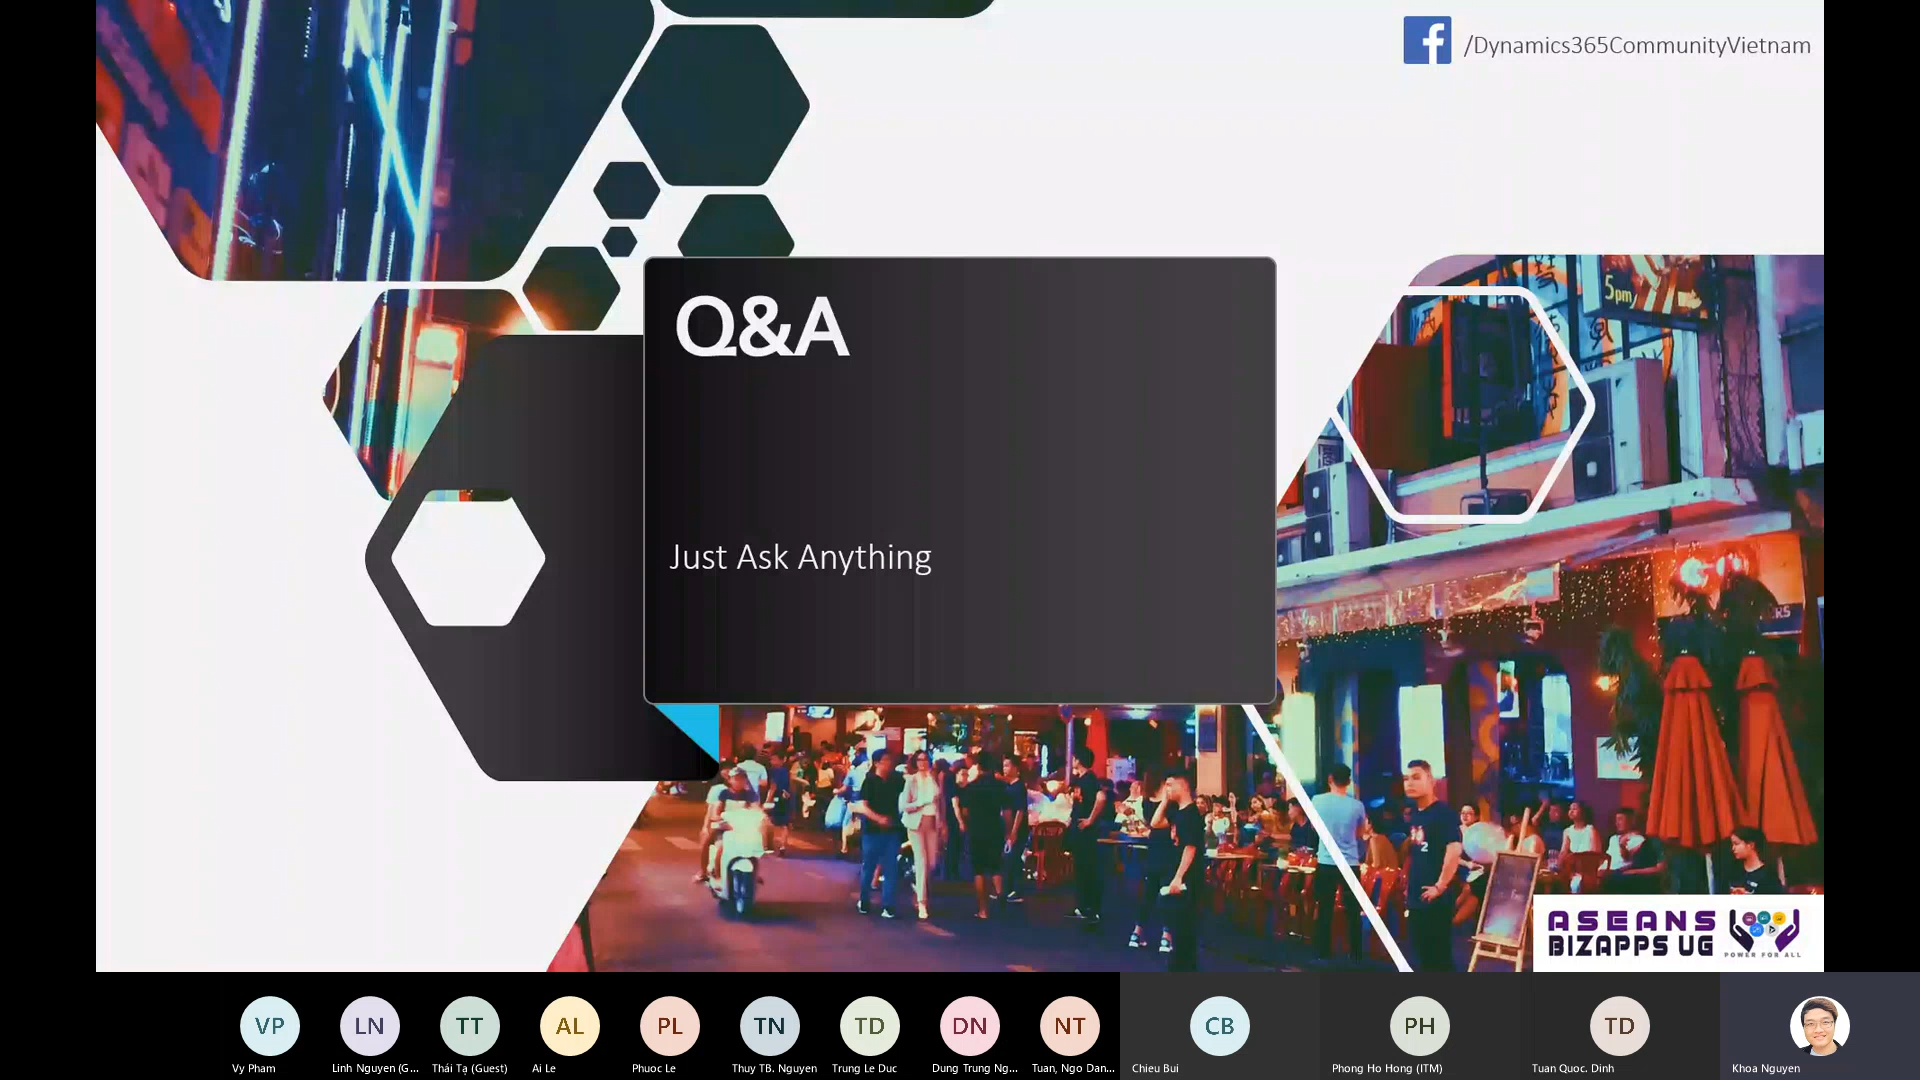 /Dynamics365CommunityVietnam
5pm
Q&A
Just Ask Anything
ASEANS
BIZAPPS UG
POWER FOR ALL
VP
LN
TT
AL
PL
TN
TD
DN
NT
CB
PH
TD
Vy Pham
Linh Nguyen (G...
Thái Tạ (Guest)
Ai Le
Phuoc Le
Thuy TB. Nguyen
Trung Le Duc
Dung Trung Ng...
Tuan, Ngo Dan...
Chieu Bui
Phong Ho Hong (ITM)
Tuan Quoc. Dinh
Khoa Nguyen